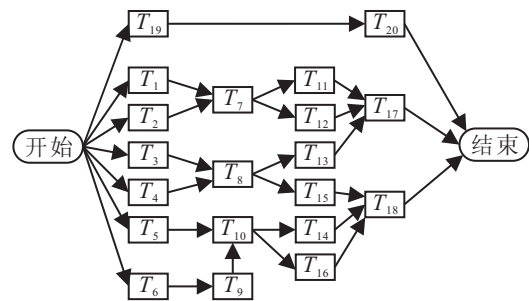 T₁₉ T₂₀
T₁ T₁₁
T₇ T₁₇
T₂ T₁₂
开始 结束
T₃ T₁₃
T₈
T₄ T₁₅
T₁₈
T₅ T₁₀ T₁₄
T₁₆
T₆ T₉